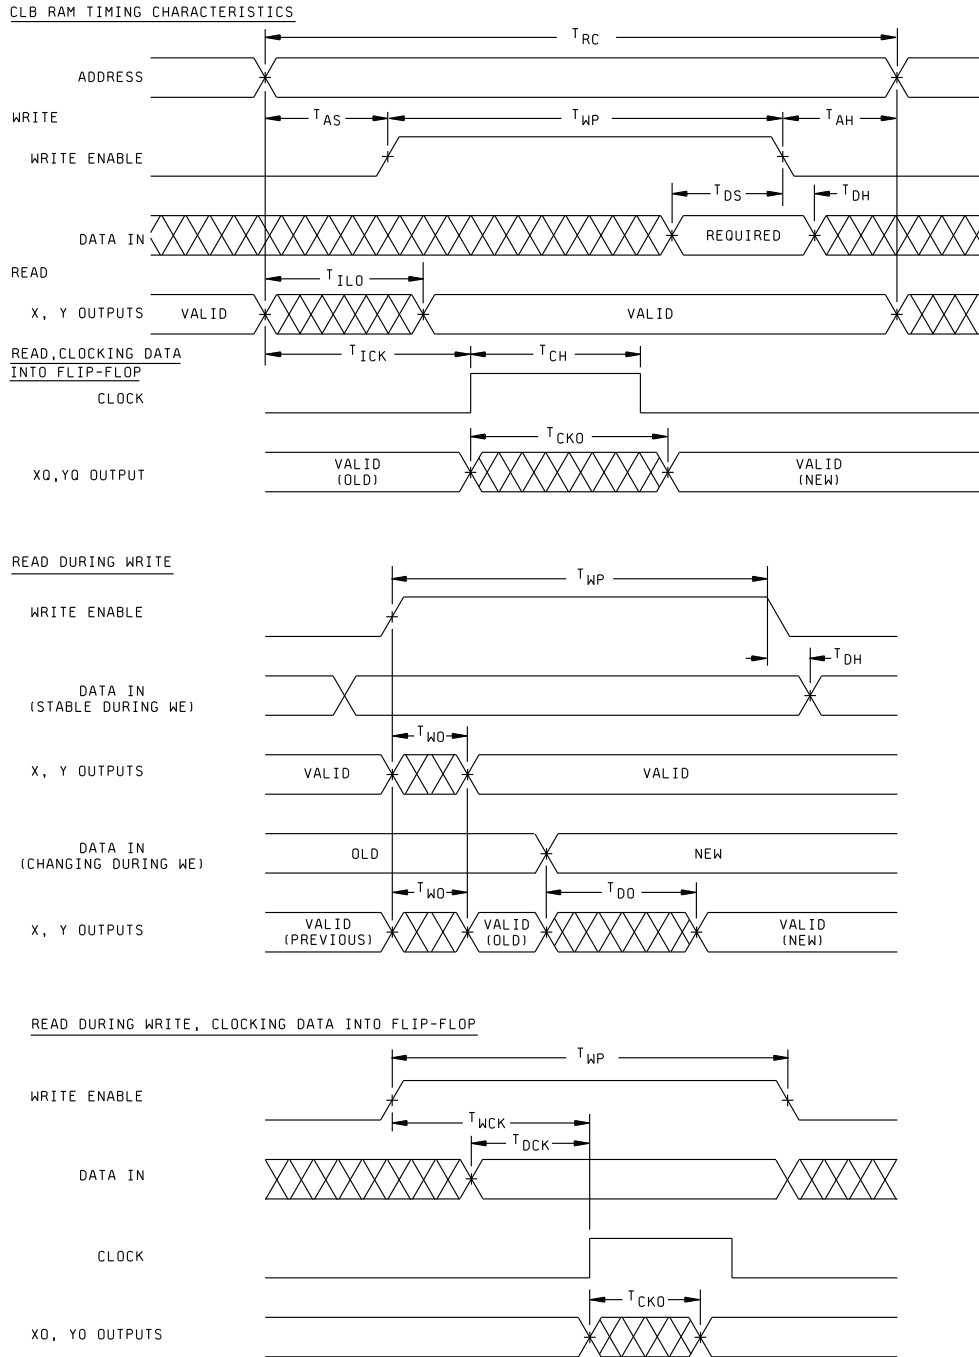 CLB RAM TIMING CHARACTERISTICS
TRC
ADDRESS
WRITE
TAS
TWP
TAH
WRITE ENABLE
TDS
TDH
DATA IN
REQUIRED
READ
TILO
X, Y OUTPUTS
VALID
VALID
READ,CLOCKING DATA
INTO FLIP-FLOP
TICK
TCH
CLOCK
TCKO
XQ,YQ OUTPUT
VALID
(OLD)
VALID
(NEW)
READ DURING WRITE
TWP
WRITE ENABLE
TDH
DATA IN
(STABLE DURING WE)
TWO
X, Y OUTPUTS
VALID
VALID
DATA IN
(CHANGING DURING WE)
OLD
NEW
TWO
TDO
X, Y OUTPUTS
VALID
(PREVIOUS)
VALID
(OLD)
VALID
(NEW)
READ DURING WRITE, CLOCKING DATA INTO FLIP-FLOP
TWP
WRITE ENABLE
TWCK
TDCK
DATA IN
CLOCK
TCKO
XO, YO OUTPUTS